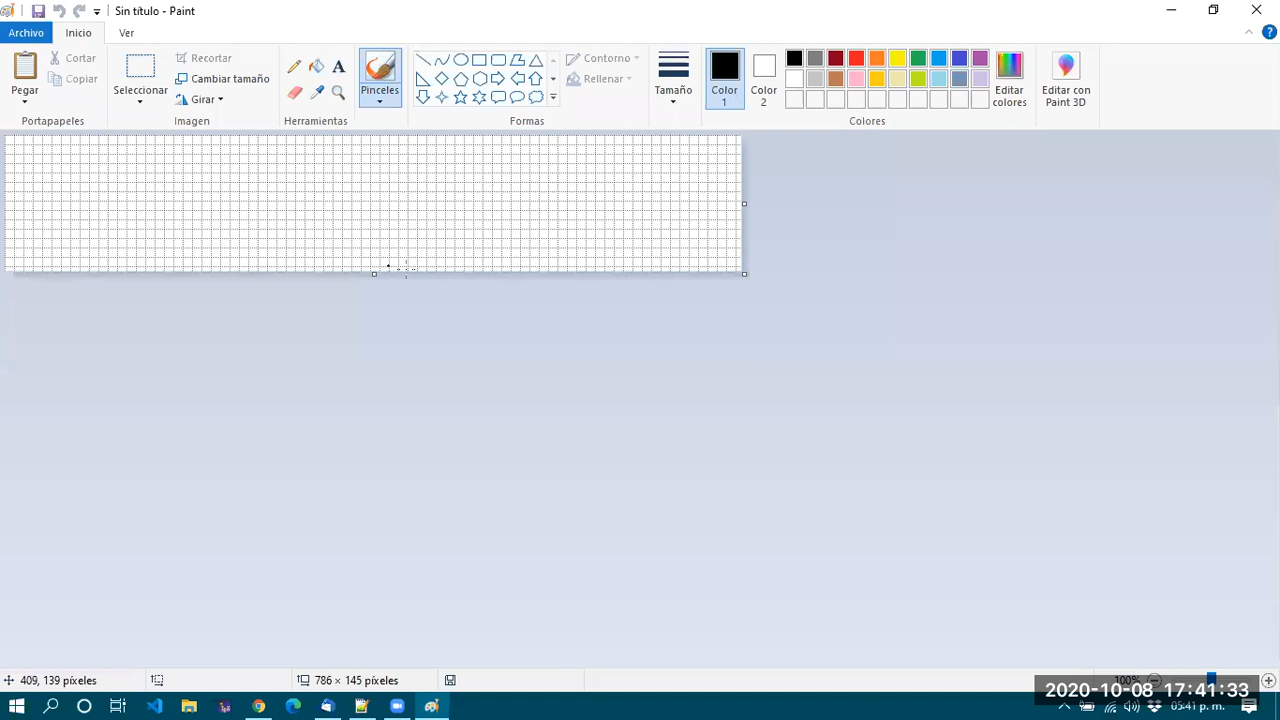 Sin título - Paint
Archivo Inicio Ver
Pegar
Cortar
Copiar
Portapapeles
Seleccionar
Recortar
Cambiar tamaño
Girar
Imagen
A
Herramientas
Pinceles
Contorno
Rellenar
Formas
Tamaño
Color 1
Color 2
Editar colores
Colores
Editar con Paint 3D
409, 139 píxeles
786 × 145 píxeles
100%
2020-10-08 17:41:33
05:41 p. m.